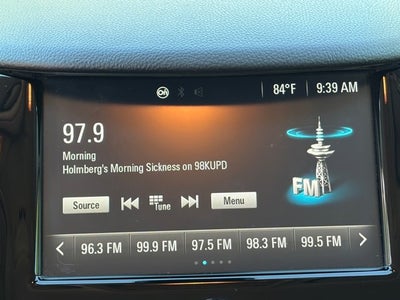 ON 84°F 9:39 AM
97.9
Morning
Holmberg's Morning Sickness on 98KUPD
FM
Source Tune Menu
96.3 FM 99.9 FM 97.5 FM 98.3 FM 99.5 FM